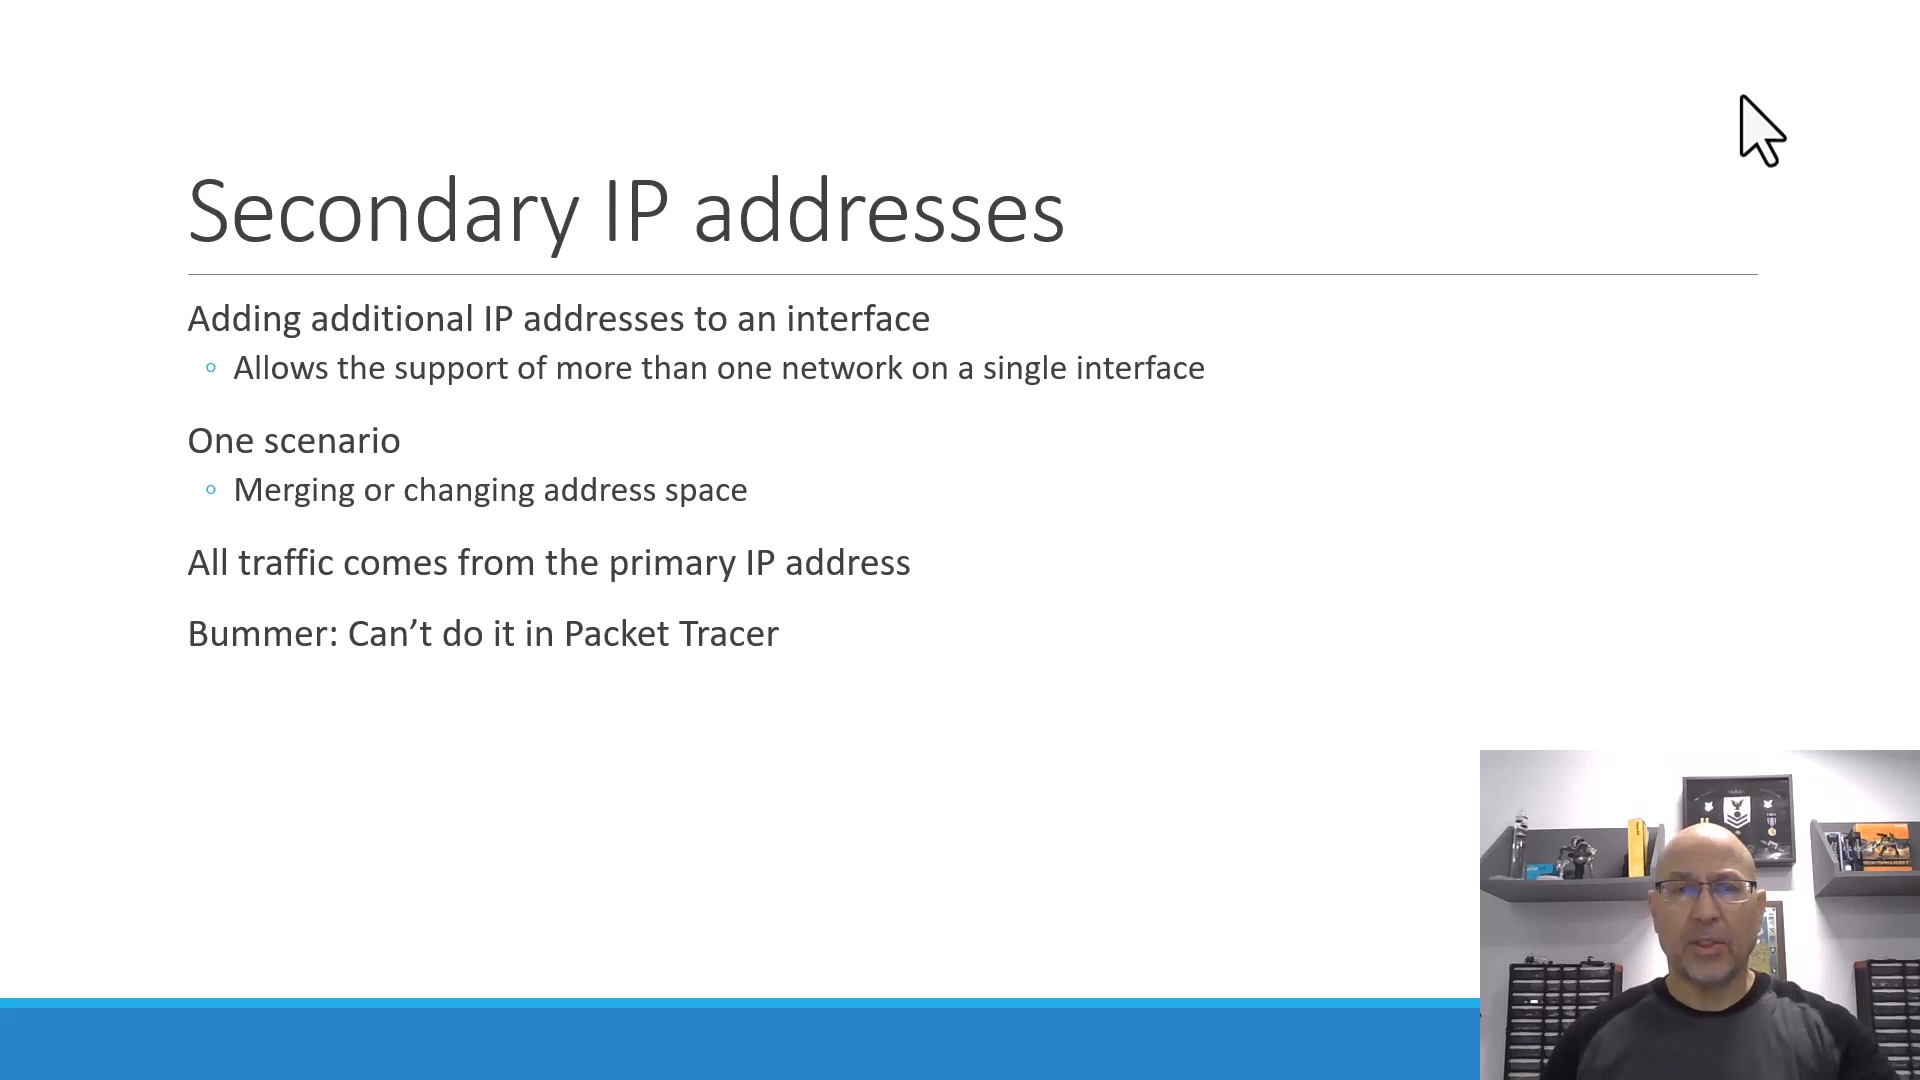 Secondary IP addresses
Adding additional IP addresses to an interface
Allows the support of more than one network on a single interface
One scenario
Merging or changing address space
All traffic comes from the primary IP address
Bummer: Can’t do it in Packet Tracer